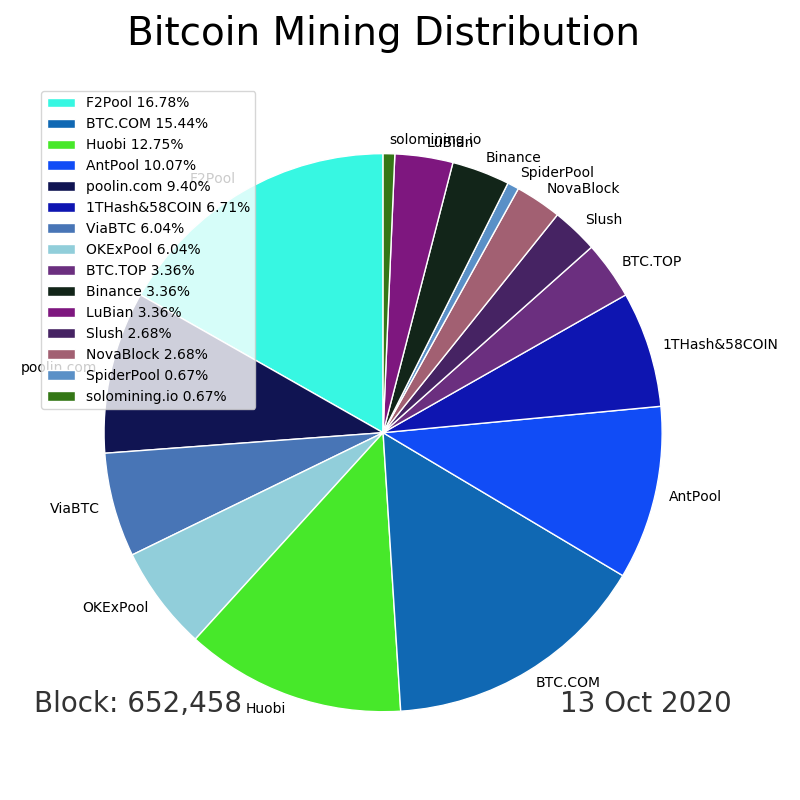 Bitcoin Mining Distribution
F2Pool 16.78%
BTC.COM 15.44%
Huobi 12.75%
AntPool 10.07%
poolin.com 9.40%
1THash&58COIN 6.71%
ViaBTC 6.04%
OKExPool 6.04%
BTC.TOP 3.36%
Binance 3.36%
LuBian 3.36%
Slush 2.68%
NovaBlock 2.68%
SpiderPool 0.67%
solomining.io 0.67%
solomining.io
LuBian
Binance
SpiderPool
NovaBlock
Slush
BTC.TOP
1THash&58COIN
AntPool
BTC.COM
Huobi
OKExPool
ViaBTC
poolin.com
F2Pool
Block: 652,458
13 Oct 2020